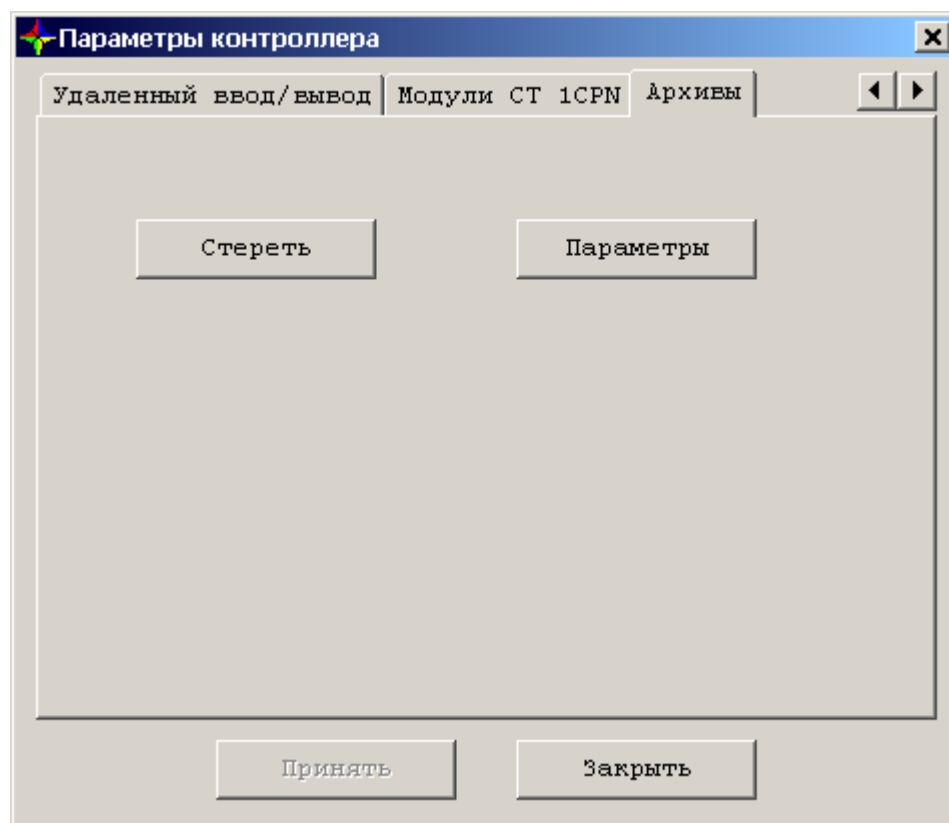 Параметры контроллера
Удаленный ввод/вывод Модули СТ 1CPN Архивы
Стереть Параметры
Принять Закрыть